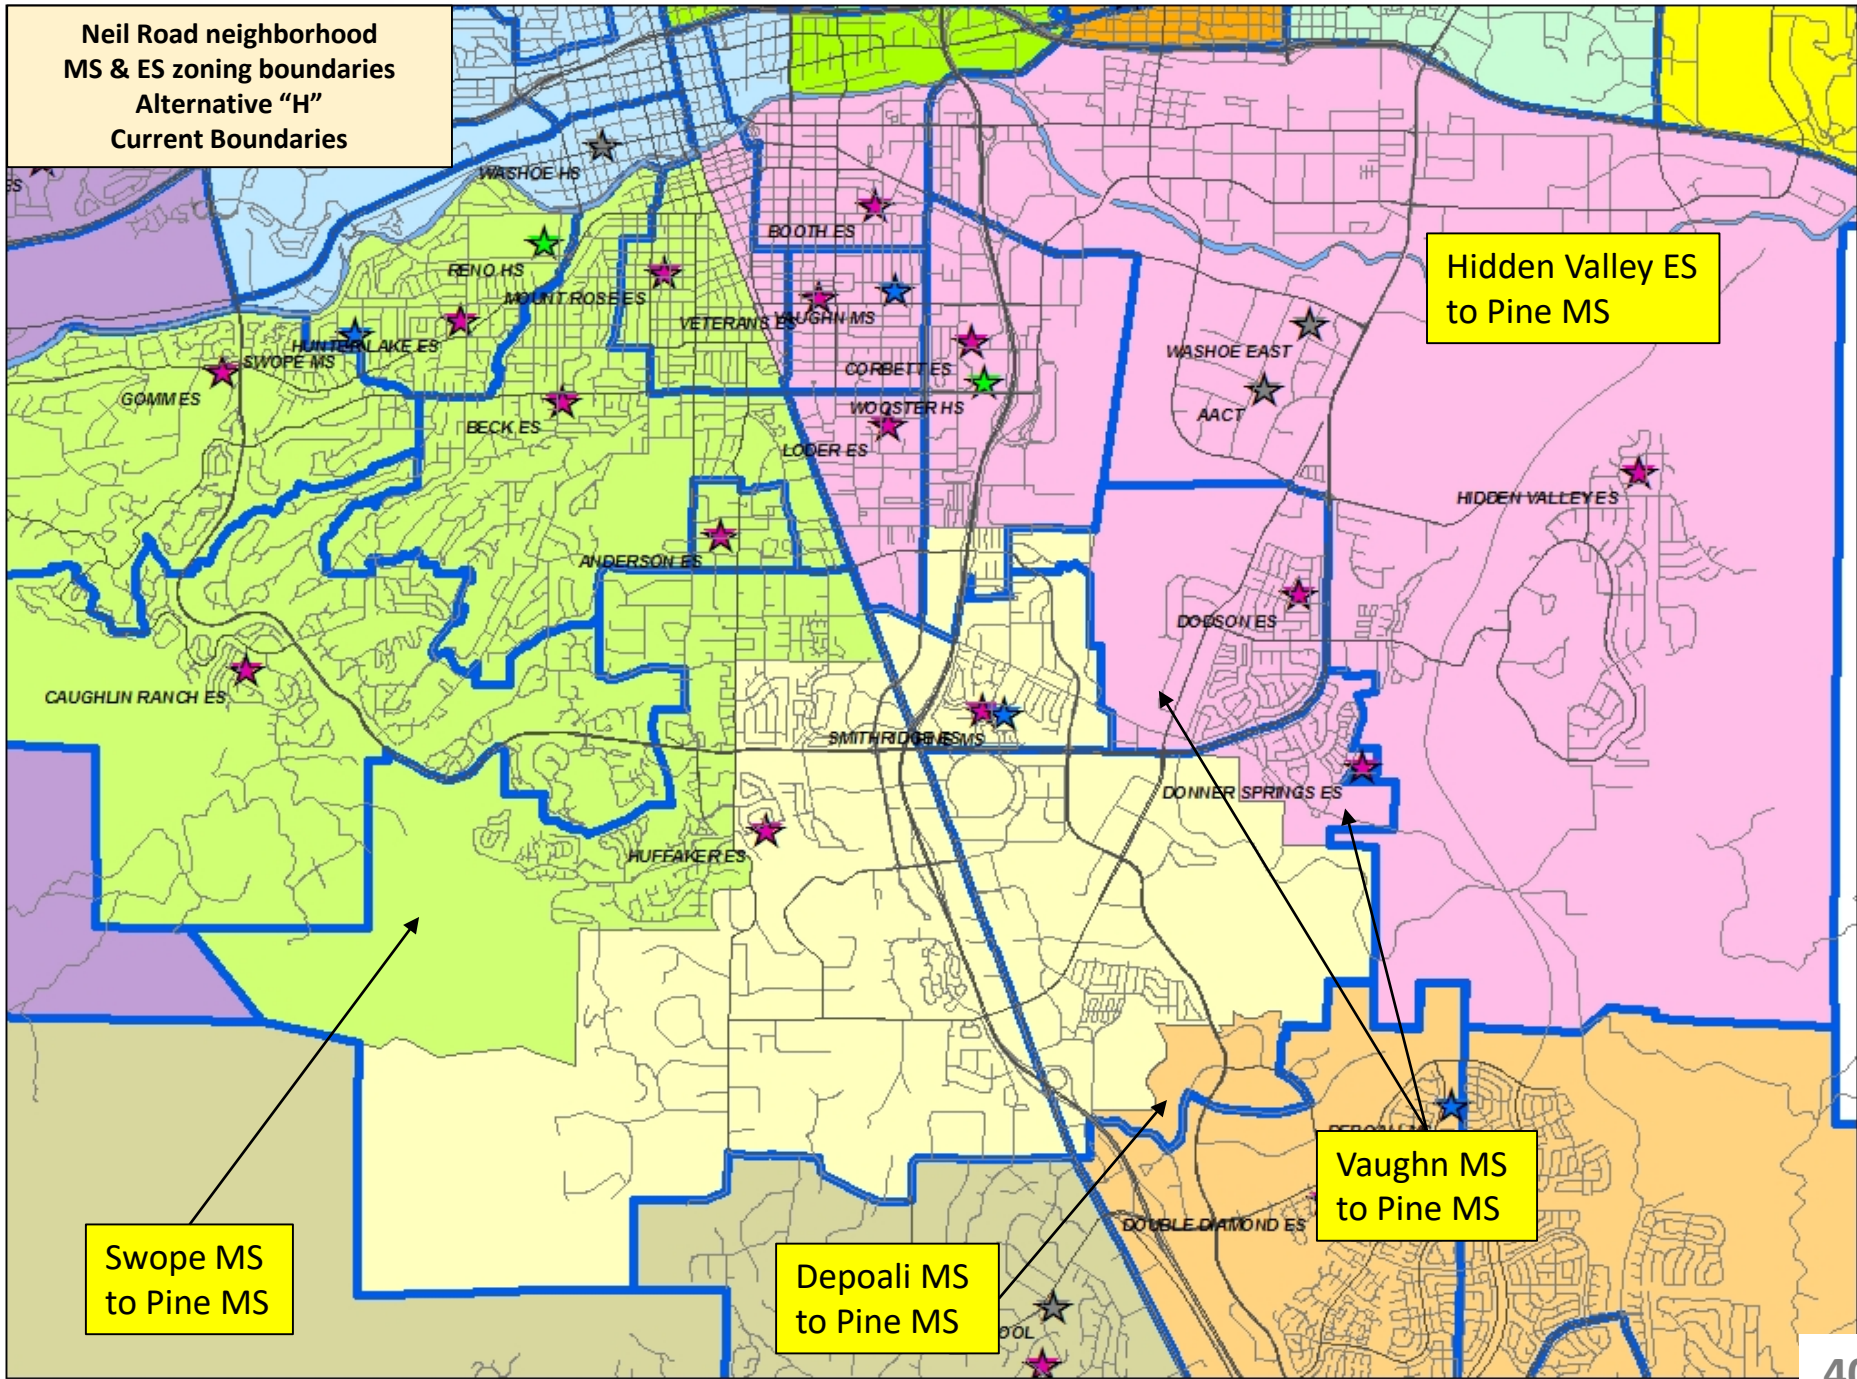 Neil Road neighborhood
MS & ES zoning boundaries
Alternative “H”
Current Boundaries
ES
WASHOE HS
BOOTH ES
RENO HS
MOUNT ROSE ES
VETERANS ES
VAUGHN MS
HUNTER LAKE ES
SWOPE MS
GOMM ES
BECK ES
CORBETT ES
WOOSTER HS
LODER ES
WASHOE EAST
AACT
Hidden Valley ES
to Pine MS
HIDDEN VALLEY ES
ANDERSON ES
DODSON ES
CAUGHLIN RANCH ES
SMITHRIDGE ES
MS
DONNER SPRINGS ES
HUFFAKER ES
Vaughn MS
to Pine MS
DOUBLE DIAMOND ES
Swope MS
to Pine MS
Depoali MS
to Pine MS
OOL
40